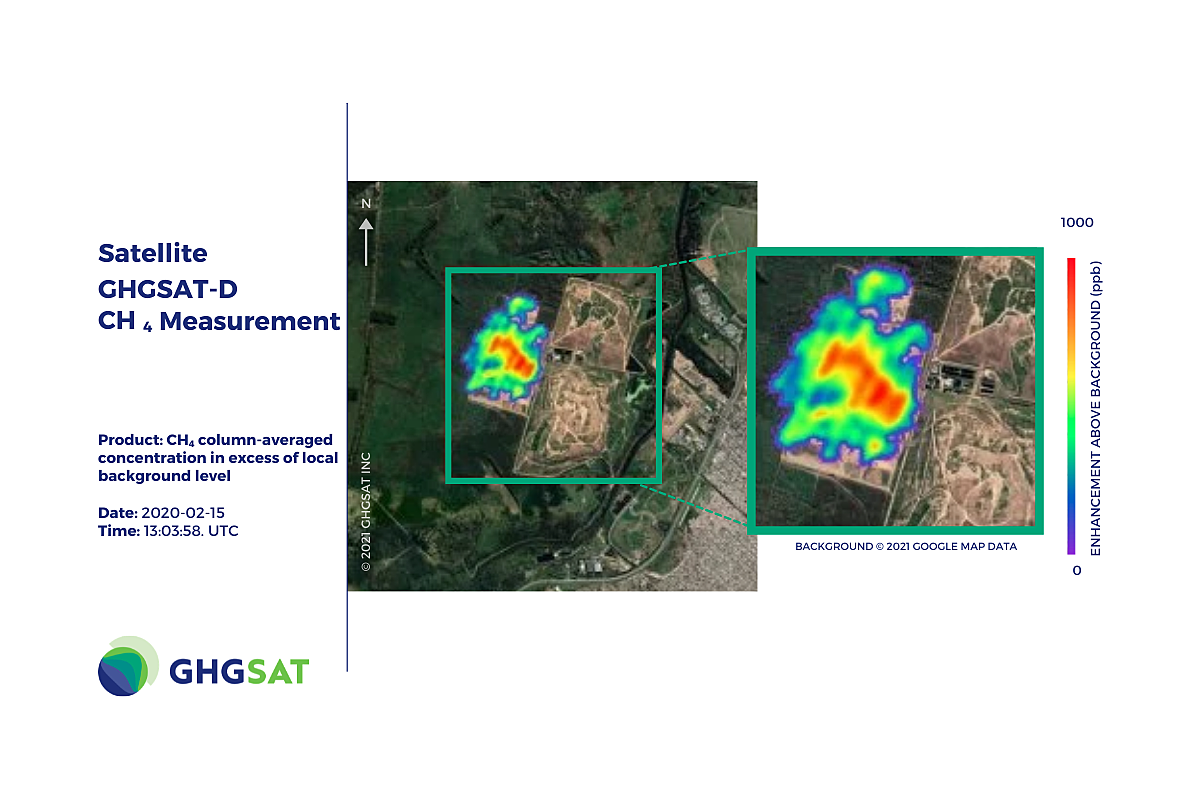 Satellite
GHGSAT-D
CH 4 Measurement
Product: CH₄ column-averaged
concentration in excess of local
background level
Date: 2020-02-15
Time: 13:03:58. UTC
GHGSAT
N
© 2021 GHGSAT INC
BACKGROUND © 2021 GOOGLE MAP DATA
1000
ENHANCEMENT ABOVE BACKGROUND (ppb)
0